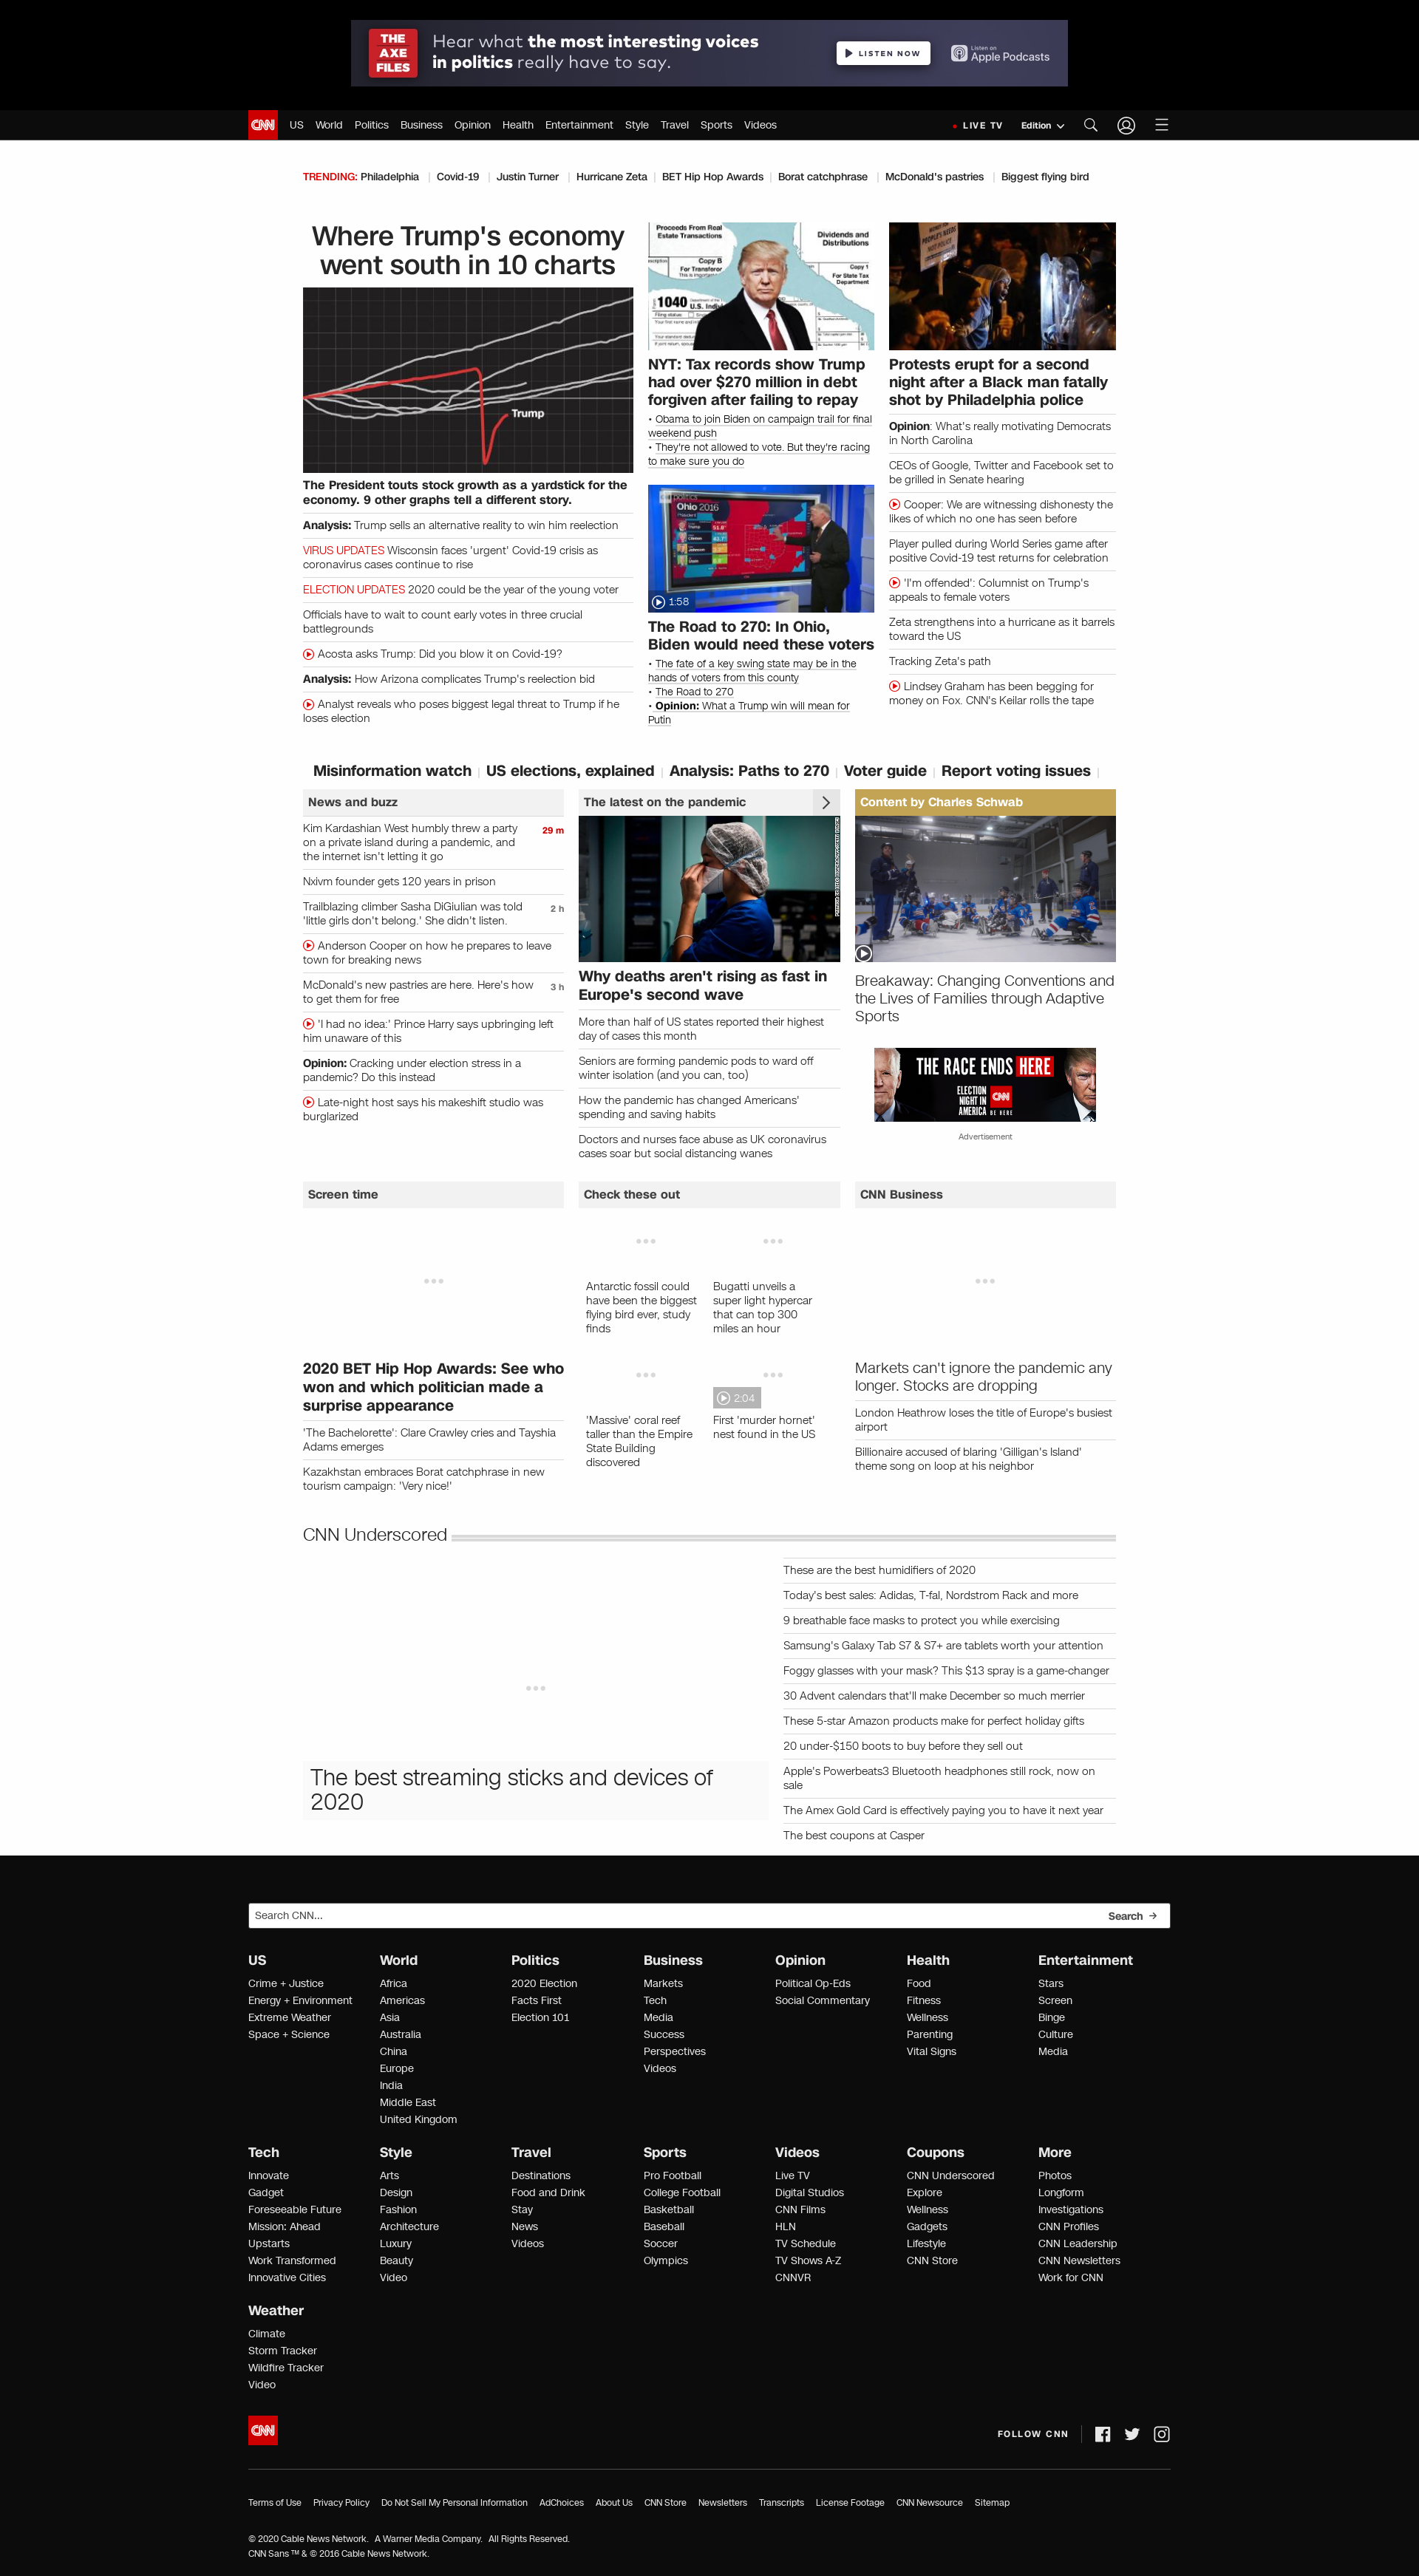 THE AXE FILES
Hear what the most interesting voices
in politics really have to say.
LISTEN NOW
Listen on
Apple Podcasts
CNN
US World Politics Business Opinion Health Entertainment Style Travel Sports Videos
LIVE TV
Edition
TRENDING: Philadelphia | Covid-19 | Justin Turner | Hurricane Zeta | BET Hip Hop Awards | Borat catchphrase | McDonald's pastries | Biggest flying bird
Where Trump's economy
went south in 10 charts
Trump
The President touts stock growth as a yardstick for the
economy. 9 other graphs tell a different story.
Analysis: Trump sells an alternative reality to win him reelection
VIRUS UPDATES Wisconsin faces 'urgent' Covid-19 crisis as
coronavirus cases continue to rise
ELECTION UPDATES 2020 could be the year of the young voter
Officials have to wait to count early votes in three crucial
battlegrounds
Acosta asks Trump: Did you blow it on Covid-19?
Analysis: How Arizona complicates Trump's reelection bid
Analyst reveals who poses biggest legal threat to Trump if he
loses election
Proceeds From Real
Estate Transactions
Dividends and
Distributions
Copy B
For Transferor
Copy 1
For State Tax
Department
1040
U.S. Indiv
NYT: Tax records show Trump
had over $270 million in debt
forgiven after failing to repay
• Obama to join Biden on campaign trail for final
weekend push
• They're not allowed to vote. But they're racing
to make sure you do
politics
Ohio 2016
1:58
The Road to 270: In Ohio,
Biden would need these voters
• The fate of a key swing state may be in the
hands of voters from this county
• The Road to 270
• Opinion: What a Trump win will mean for
Putin
Protests erupt for a second
night after a Black man fatally
shot by Philadelphia police
Opinion: What's really motivating Democrats
in North Carolina
CEOs of Google, Twitter and Facebook set to
be grilled in Senate hearing
Cooper: We are witnessing dishonesty the
likes of which no one has seen before
Player pulled during World Series game after
positive Covid-19 test returns for celebration
'I'm offended': Columnist on Trump's
appeals to female voters
Zeta strengthens into a hurricane as it barrels
toward the US
Tracking Zeta's path
Lindsey Graham has been begging for
money on Fox. CNN's Keilar rolls the tape
Misinformation watch | US elections, explained | Analysis: Paths to 270 | Voter guide | Report voting issues |
News and buzz
Kim Kardashian West humbly threw a party
on a private island during a pandemic, and
the internet isn't letting it go
29 m
Nxivm founder gets 120 years in prison
Trailblazing climber Sasha DiGiulian was told
'little girls don't belong.' She didn't listen.
2 h
Anderson Cooper on how he prepares to leave
town for breaking news
McDonald's new pastries are here. Here's how
to get them for free
3 h
'I had no idea:' Prince Harry says upbringing left
him unaware of this
Opinion: Cracking under election stress in a
pandemic? Do this instead
Late-night host says his makeshift studio was
burglarized
The latest on the pandemic
Why deaths aren't rising as fast in
Europe's second wave
More than half of US states reported their highest
day of cases this month
Seniors are forming pandemic pods to ward off
winter isolation (and you can, too)
How the pandemic has changed Americans'
spending and saving habits
Doctors and nurses face abuse as UK coronavirus
cases soar but social distancing wanes
Content by Charles Schwab
Breakaway: Changing Conventions and
the Lives of Families through Adaptive
Sports
THE RACE ENDS HERE
ELECTION
NIGHT IN
AMERICA
CNN
BE HERE
Advertisement
Screen time
2020 BET Hip Hop Awards: See who
won and which politician made a
surprise appearance
'The Bachelorette': Clare Crawley cries and Tayshia
Adams emerges
Kazakhstan embraces Borat catchphrase in new
tourism campaign: 'Very nice!'
Check these out
Antarctic fossil could
have been the biggest
flying bird ever, study
finds
Bugatti unveils a
super light hypercar
that can top 300
miles an hour
'Massive' coral reef
taller than the Empire
State Building
discovered
2:04
First 'murder hornet'
nest found in the US
CNN Business
Markets can't ignore the pandemic any
longer. Stocks are dropping
London Heathrow loses the title of Europe's busiest
airport
Billionaire accused of blaring 'Gilligan's Island'
theme song on loop at his neighbor
CNN Underscored
The best streaming sticks and devices of
2020
These are the best humidifiers of 2020
Today's best sales: Adidas, T-fal, Nordstrom Rack and more
9 breathable face masks to protect you while exercising
Samsung's Galaxy Tab S7 & S7+ are tablets worth your attention
Foggy glasses with your mask? This $13 spray is a game-changer
30 Advent calendars that'll make December so much merrier
These 5-star Amazon products make for perfect holiday gifts
20 under-$150 boots to buy before they sell out
Apple's Powerbeats3 Bluetooth headphones still rock, now on
sale
The Amex Gold Card is effectively paying you to have it next year
The best coupons at Casper
Search CNN...
Search →
US
Crime + Justice
Energy + Environment
Extreme Weather
Space + Science
World
Africa
Americas
Asia
Australia
China
Europe
India
Middle East
United Kingdom
Politics
2020 Election
Facts First
Election 101
Business
Markets
Tech
Media
Success
Perspectives
Videos
Opinion
Political Op-Eds
Social Commentary
Health
Food
Fitness
Wellness
Parenting
Vital Signs
Entertainment
Stars
Screen
Binge
Culture
Media
Tech
Innovate
Gadget
Foreseeable Future
Mission: Ahead
Upstarts
Work Transformed
Innovative Cities
Style
Arts
Design
Fashion
Architecture
Luxury
Beauty
Video
Travel
Destinations
Food and Drink
Stay
News
Videos
Sports
Pro Football
College Football
Basketball
Baseball
Soccer
Olympics
Videos
Live TV
Digital Studios
CNN Films
HLN
TV Schedule
TV Shows A-Z
CNNVR
Coupons
CNN Underscored
Explore
Wellness
Gadgets
Lifestyle
CNN Store
More
Photos
Longform
Investigations
CNN Profiles
CNN Leadership
CNN Newsletters
Work for CNN
Weather
Climate
Storm Tracker
Wildfire Tracker
Video
CNN
FOLLOW CNN
Terms of Use Privacy Policy Do Not Sell My Personal Information AdChoices About Us CNN Store Newsletters Transcripts License Footage CNN Newsource Sitemap
© 2020 Cable News Network. A Warner Media Company. All Rights Reserved.
CNN Sans ™ & © 2016 Cable News Network.